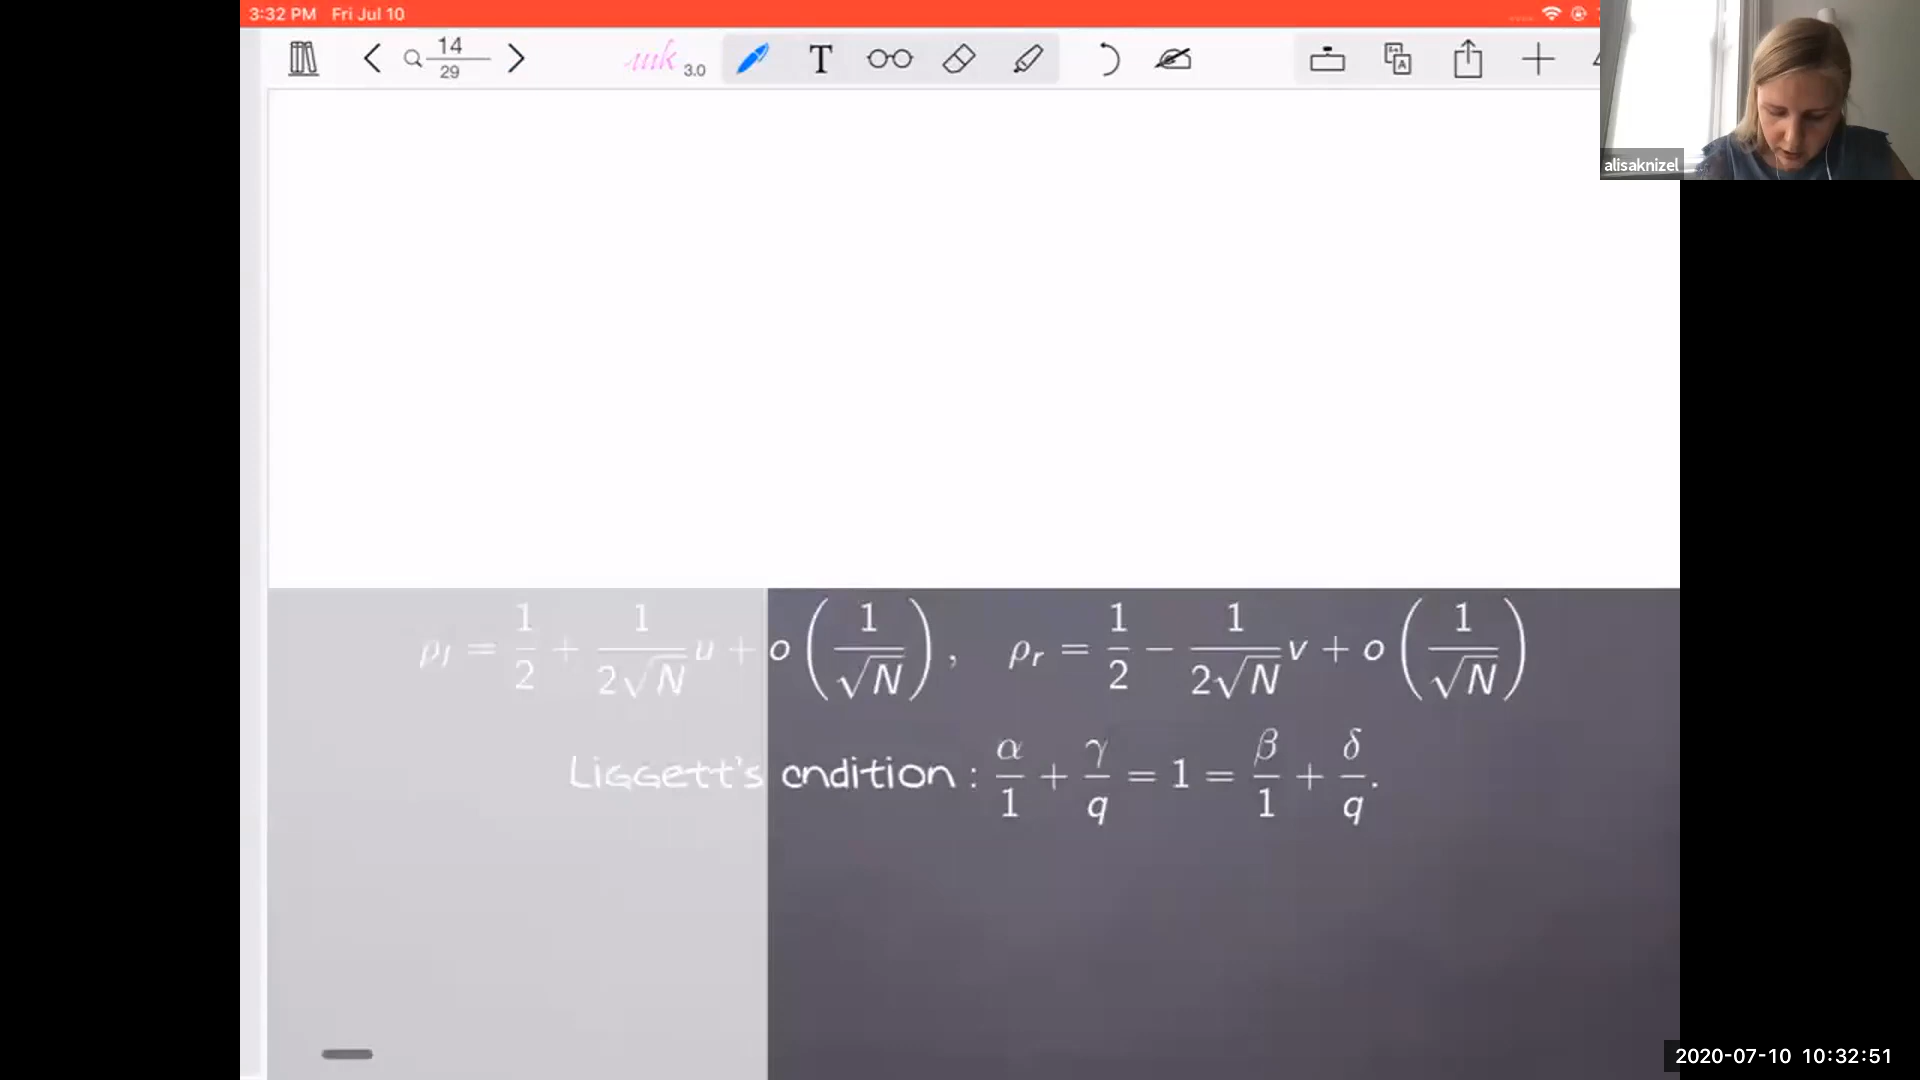 3:32 PM Fri Jul 10
14
29
mk 3.0
T
A
alisaknizel
ρ_l = 1/2 + 1/(2√N) u + o(1/√N), ρ_r = 1/2 − 1/(2√N) v + o(1/√N)
Liggett's cndition: α/1 + γ/q = 1 = β/1 + δ/q.
2020-07-10 10:32:51